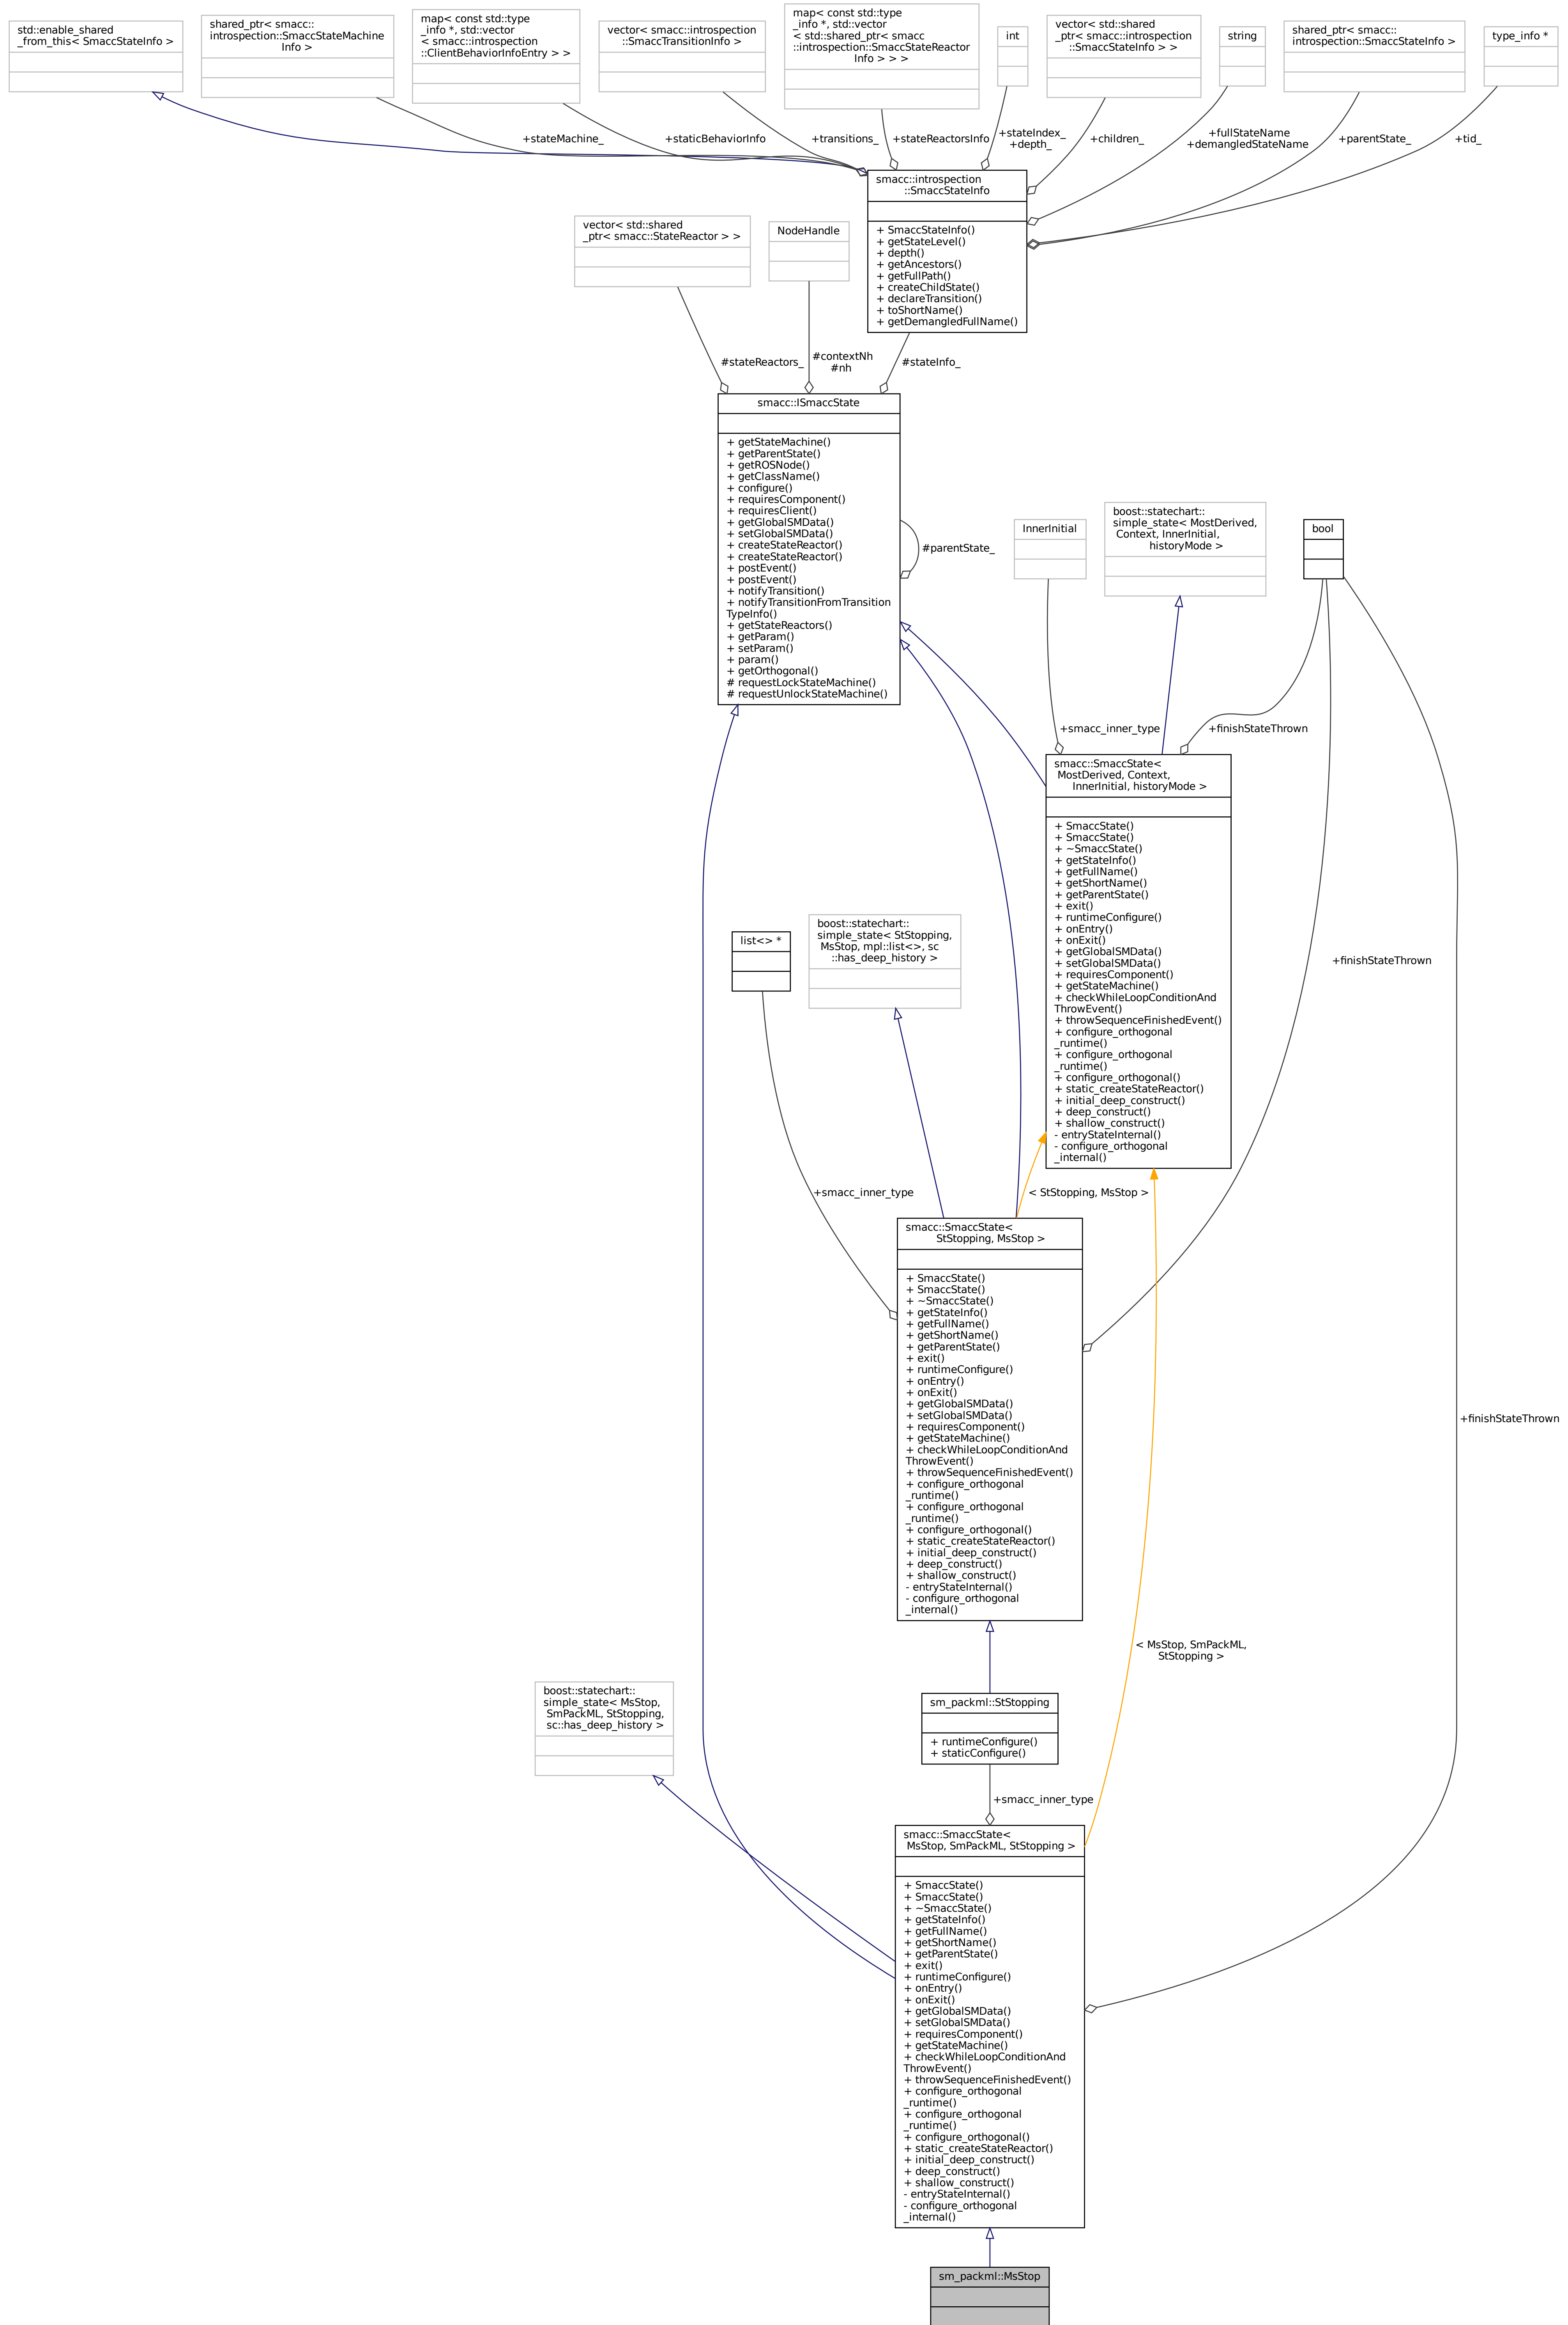 std::enable_shared
_from_this< SmaccStateInfo >
shared_ptr< smacc::
introspection::SmaccStateMachine
Info >
map< const std::type
_info *, std::vector
< smacc::introspection
::ClientBehaviorInfoEntry > >
vector< smacc::introspection
::SmaccTransitionInfo >
map< const std::type
_info *, std::vector
< std::shared_ptr< smacc
::introspection::SmaccStateReactor
Info > > >
int
vector< std::shared
_ptr< smacc::introspection
::SmaccStateInfo > >
string
shared_ptr< smacc::
introspection::SmaccStateInfo >
type_info *
+stateMachine_
+staticBehaviorInfo
+transitions_
+stateReactorsInfo
+stateIndex_
+depth_
+children_
+fullStateName
+demangledStateName
+parentState_
+tid_
smacc::introspection
::SmaccStateInfo
+ SmaccStateInfo()
+ getStateLevel()
+ depth()
+ getAncestors()
+ getFullPath()
+ createChildState()
+ declareTransition()
+ toShortName()
+ getDemangledFullName()
vector< std::shared
_ptr< smacc::StateReactor > >
NodeHandle
#stateReactors_
#contextNh
#nh
#stateInfo_
smacc::ISmaccState
+ getStateMachine()
+ getParentState()
+ getROSNode()
+ getClassName()
+ configure()
+ requiresComponent()
+ requiresClient()
+ getGlobalSMData()
+ setGlobalSMData()
+ createStateReactor()
+ createStateReactor()
+ postEvent()
+ postEvent()
+ notifyTransition()
+ notifyTransitionFromTransition
TypeInfo()
+ getStateReactors()
+ getParam()
+ setParam()
+ param()
+ getOrthogonal()
# requestLockStateMachine()
# requestUnlockStateMachine()
#parentState_
InnerInitial
boost::statechart::
simple_state< MostDerived,
Context, InnerInitial,
historyMode >
bool
+smacc_inner_type
+finishStateThrown
smacc::SmaccState<
MostDerived, Context,
InnerInitial, historyMode >
+ SmaccState()
+ SmaccState()
+ ~SmaccState()
+ getStateInfo()
+ getFullName()
+ getShortName()
+ getParentState()
+ exit()
+ runtimeConfigure()
+ onEntry()
+ onExit()
+ getGlobalSMData()
+ setGlobalSMData()
+ requiresComponent()
+ getStateMachine()
+ checkWhileLoopConditionAnd
ThrowEvent()
+ throwSequenceFinishedEvent()
+ configure_orthogonal
_runtime()
+ configure_orthogonal
_runtime()
+ configure_orthogonal()
+ static_createStateReactor()
+ initial_deep_construct()
+ deep_construct()
+ shallow_construct()
- entryStateInternal()
- configure_orthogonal
_internal()
list<> *
boost::statechart::
simple_state< StStopping,
MsStop, mpl::list<>, sc
::has_deep_history >
+finishStateThrown
+smacc_inner_type
< StStopping, MsStop >
smacc::SmaccState<
StStopping, MsStop >
+ SmaccState()
+ SmaccState()
+ ~SmaccState()
+ getStateInfo()
+ getFullName()
+ getShortName()
+ getParentState()
+ exit()
+ runtimeConfigure()
+ onEntry()
+ onExit()
+ getGlobalSMData()
+ setGlobalSMData()
+ requiresComponent()
+ getStateMachine()
+ checkWhileLoopConditionAnd
ThrowEvent()
+ throwSequenceFinishedEvent()
+ configure_orthogonal
_runtime()
+ configure_orthogonal
_runtime()
+ configure_orthogonal()
+ static_createStateReactor()
+ initial_deep_construct()
+ deep_construct()
+ shallow_construct()
- entryStateInternal()
- configure_orthogonal
_internal()
+finishStateThrown
< MsStop, SmPackML,
StStopping >
boost::statechart::
simple_state< MsStop,
SmPackML, StStopping,
sc::has_deep_history >
sm_packml::StStopping
+ runtimeConfigure()
+ staticConfigure()
+smacc_inner_type
smacc::SmaccState<
MsStop, SmPackML, StStopping >
+ SmaccState()
+ SmaccState()
+ ~SmaccState()
+ getStateInfo()
+ getFullName()
+ getShortName()
+ getParentState()
+ exit()
+ runtimeConfigure()
+ onEntry()
+ onExit()
+ getGlobalSMData()
+ setGlobalSMData()
+ requiresComponent()
+ getStateMachine()
+ checkWhileLoopConditionAnd
ThrowEvent()
+ throwSequenceFinishedEvent()
+ configure_orthogonal
_runtime()
+ configure_orthogonal
_runtime()
+ configure_orthogonal()
+ static_createStateReactor()
+ initial_deep_construct()
+ deep_construct()
+ shallow_construct()
- entryStateInternal()
- configure_orthogonal
_internal()
sm_packml::MsStop